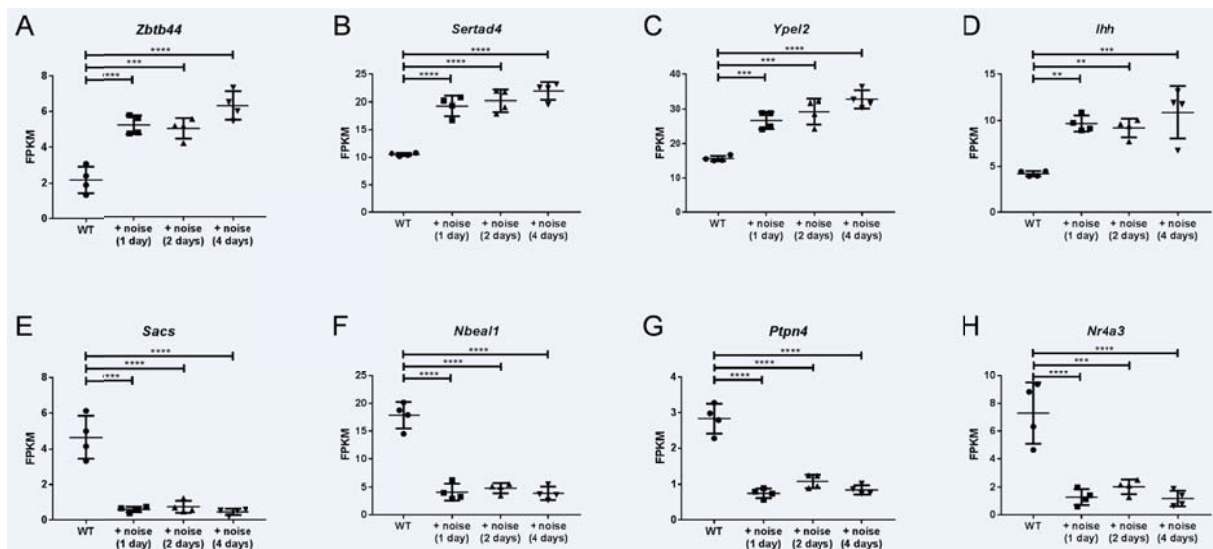 A Zbtb44
****
***
***
FPKM
8
6
4
2
0
WT + noise (1 day) + noise (2 days) + noise (4 days)
B Sertad4
****
****
****
FPKM
25
20
15
10
5
0
WT + noise (1 day) + noise (2 days) + noise (4 days)
C Ypel2
****
***
***
FPKM
40
30
20
10
0
WT + noise (1 day) + noise (2 days) + noise (4 days)
D Ihh
***
**
**
FPKM
15
10
5
0
WT + noise (1 day) + noise (2 days) + noise (4 days)
E Sacs
****
****
***
FPKM
8
6
4
2
0
WT + noise (1 day) + noise (2 days) + noise (4 days)
F Nbeal1
****
****
****
FPKM
25
20
15
10
5
0
WT + noise (1 day) + noise (2 days) + noise (4 days)
G Ptpn4
****
****
****
FPKM
4
3
2
1
0
WT + noise (1 day) + noise (2 days) + noise (4 days)
H Nr4a3
****
***
****
FPKM
10
8
6
4
2
0
WT + noise (1 day) + noise (2 days) + noise (4 days)